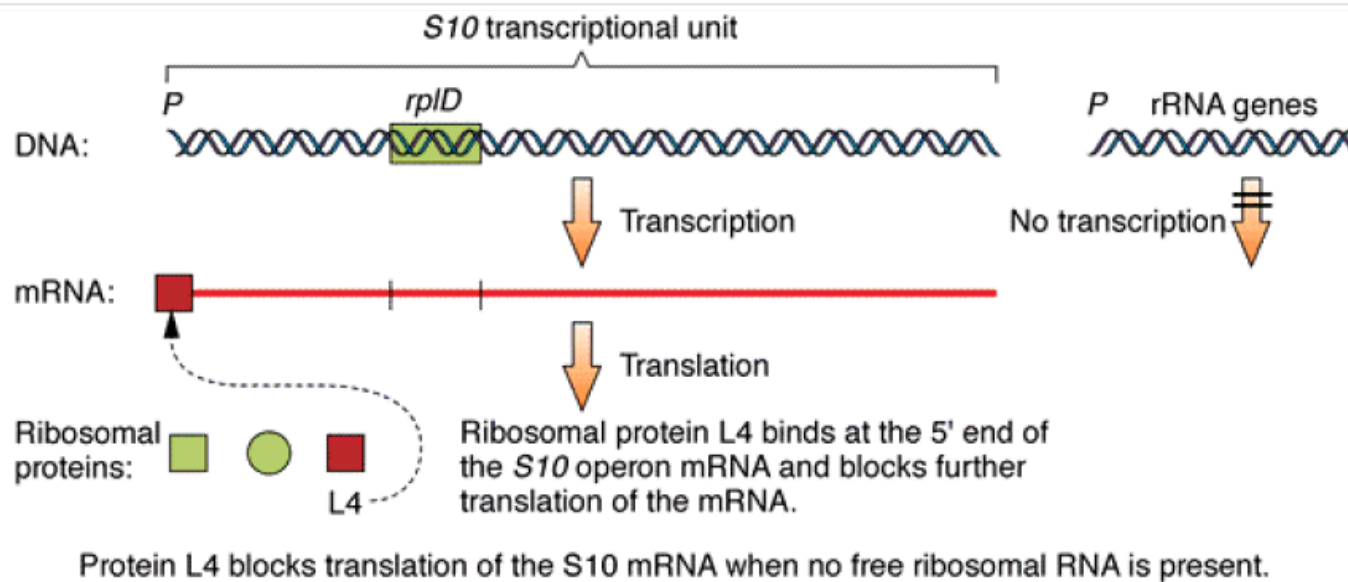 S10 transcriptional unit
P rplD P rRNA genes
DNA:
Transcription No transcription
mRNA:
Translation
Ribosomal
proteins:
L4
Ribosomal protein L4 binds at the 5' end of
the S10 operon mRNA and blocks further
translation of the mRNA.
Protein L4 blocks translation of the S10 mRNA when no free ribosomal RNA is present.